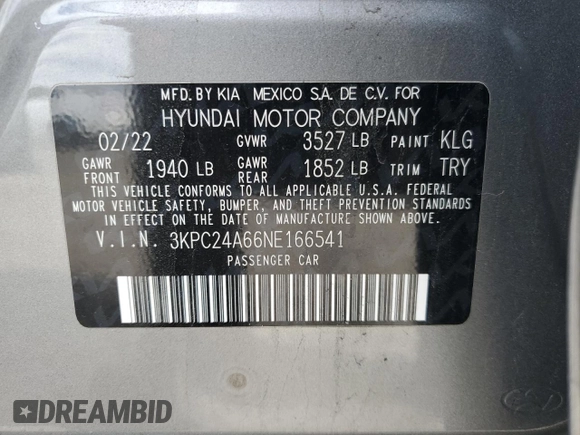 MFD. BY KIA MEXICO S.A. DE C.V. FOR
HYUNDAI MOTOR COMPANY
02/22 GVWR 3527 LB PAINT KLG
GAWR FRONT 1940 LB GAWR REAR 1852 LB TRIM TRY
THIS VEHICLE CONFORMS TO ALL APPLICABLE U.S.A. FEDERAL
MOTOR VEHICLE SAFETY, BUMPER, AND THEFT PREVENTION STANDARDS
IN EFFECT ON THE DATE OF MANUFACTURE SHOWN ABOVE.
V.I.N. 3KPC24A66NE166541
PASSENGER CAR
DREAMBID